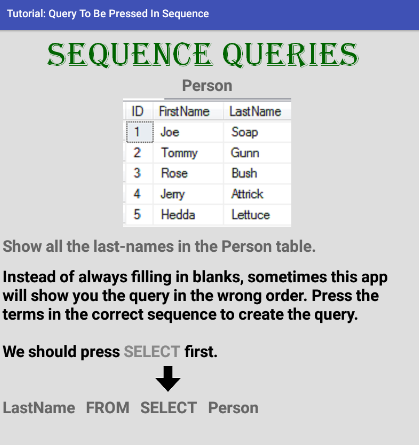 Tutorial: Query To Be Pressed In Sequence
SEQUENCE QUERIES
Person
ID FirstName LastName
1 Joe Soap
2 Tommy Gunn
3 Rose Bush
4 Jerry Attrick
5 Hedda Lettuce
Show all the last-names in the Person table.
Instead of always filling in blanks, sometimes this app
will show you the query in the wrong order. Press the
terms in the correct sequence to create the query.
We should press SELECT first.
LastName FROM SELECT Person